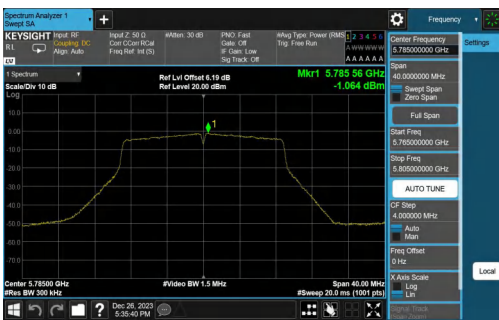 Spectrum Analyzer 1
Swept SA
Frequency
KEYSIGHT
Input: RF
Coupling: DC
Align: Auto
Input Z: 50 Ω
Corr CCorr RCal
Freq Ref: Int (S)
#Atten: 30 dB
PNO: Fast
Gate: Off
IF Gain: Low
Sig Track: Off
#Avg Type: Power (RMS
Trig: Free Run
1 2 3 4 5 6
A W W W W W
A A A A A A
RL
Center Frequency
5.785000000 GHz
Settings
1 Spectrum
Scale/Div 10 dB
Log
Ref Lvl Offset 6.19 dB
Ref Level 20.00 dBm
Mkr1 5.785 56 GHz
-1.064 dBm
1
10.0
0.00
-10.0
-20.0
-30.0
-40.0
-50.0
-60.0
-70.0
Span
40.0000000 MHz
Swept Span
Zero Span
Full Span
Start Freq
5.765000000 GHz
Stop Freq
5.805000000 GHz
AUTO TUNE
CF Step
4.000000 MHz
Auto
Man
Freq Offset
0 Hz
X Axis Scale
Log
Lin
Signal Track
Local
Center 5.78500 GHz
#Res BW 300 kHz
#Video BW 1.5 MHz
Span 40.00 MHz
#Sweep 20.0 ms (1001 pts)
?
Dec 26, 2023
5:35:40 PM